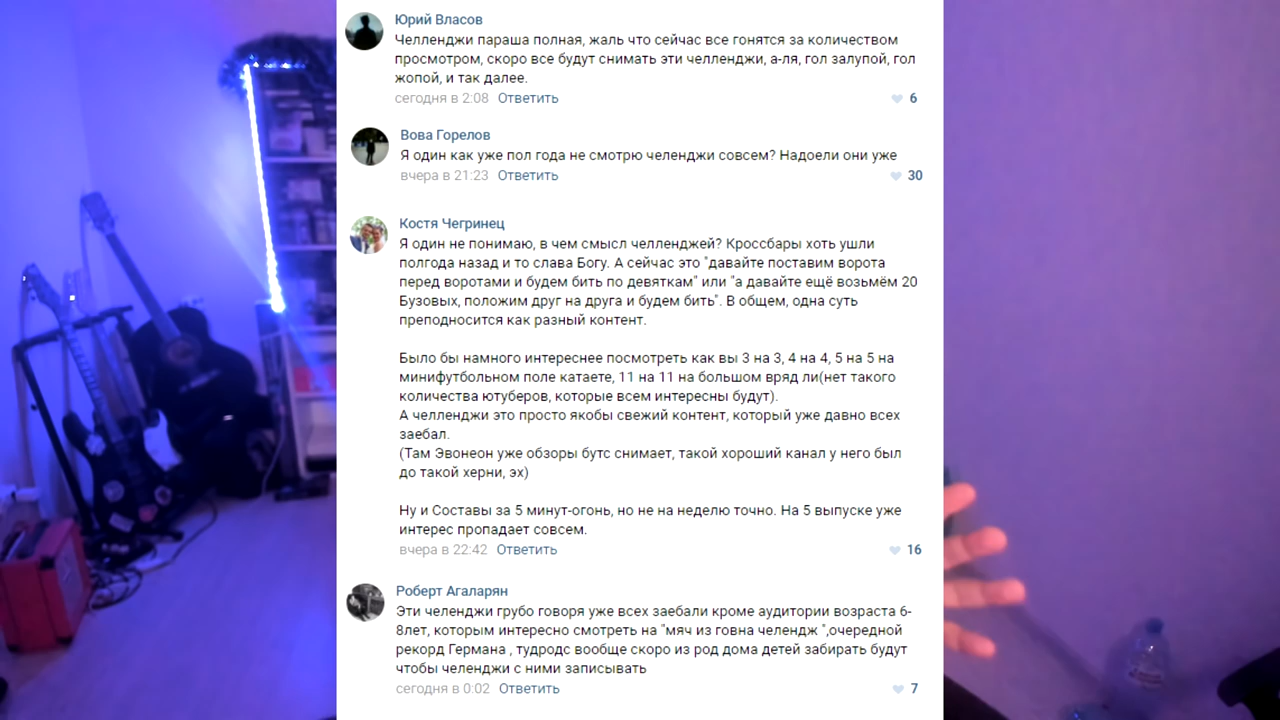 Юрий Власов
Челленджи параша полная, жаль что сейчас все гонятся за количеством
просмотром, скоро все будут снимать эти челленджи, а-ля, гол залупой, гол
жопой, и так далее.
сегодня в 2:08 Ответить 6
Вова Горелов
Я один как уже пол года не смотрю челенджи совсем? Надоели они уже
вчера в 21:23 Ответить 30
Костя Чегринец
Я один не понимаю, в чем смысл челленджей? Кроссбары хоть ушли
полгода назад и то слава Богу. А сейчас это "давайте поставим ворота
перед воротами и будем бить по девяткам" или "а давайте ещё возьмём 20
Бузовых, положим друг на друга и будем бить". В общем, одна суть
преподносится как разный контент.
Было бы намного интереснее посмотреть как вы 3 на 3, 4 на 4, 5 на 5 на
минифутбольном поле катаете, 11 на 11 на большом вряд ли(нет такого
количества ютуберов, которые всем интересны будут).
А челленджи это просто якобы свежий контент, который уже давно всех
заебал.
(Там Эвонеон уже обзоры бутс снимает, такой хороший канал у него был
до такой херни, эх)
Ну и Составы за 5 минут-огонь, но не на неделю точно. На 5 выпуске уже
интерес пропадает совсем.
вчера в 22:42 Ответить 16
Роберт Агаларян
Эти челенджи грубо говоря уже всех заебали кроме аудитории возраста 6-
8лет, которым интересно смотреть на "мяч из говна челендж ",очередной
рекорд Германа , тудродс вообще скоро из род дома детей забирать будут
чтобы челенджи с ними записывать
сегодня в 0:02 Ответить 7